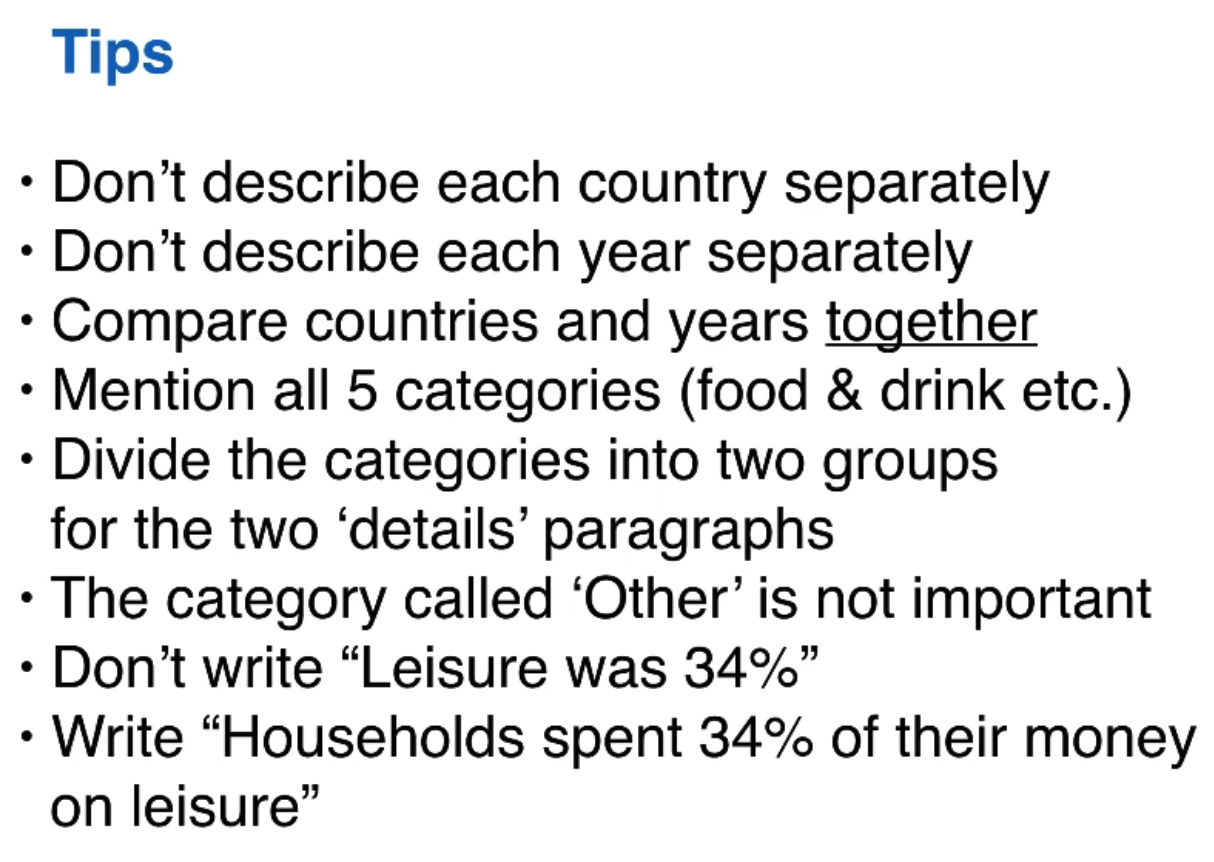 Tips
• Don’t describe each country separately
• Don’t describe each year separately
• Compare countries and years together
• Mention all 5 categories (food & drink etc.)
• Divide the categories into two groups
for the two ‘details’ paragraphs
• The category called ‘Other’ is not important
• Don’t write “Leisure was 34%”
• Write “Households spent 34% of their money
on leisure”